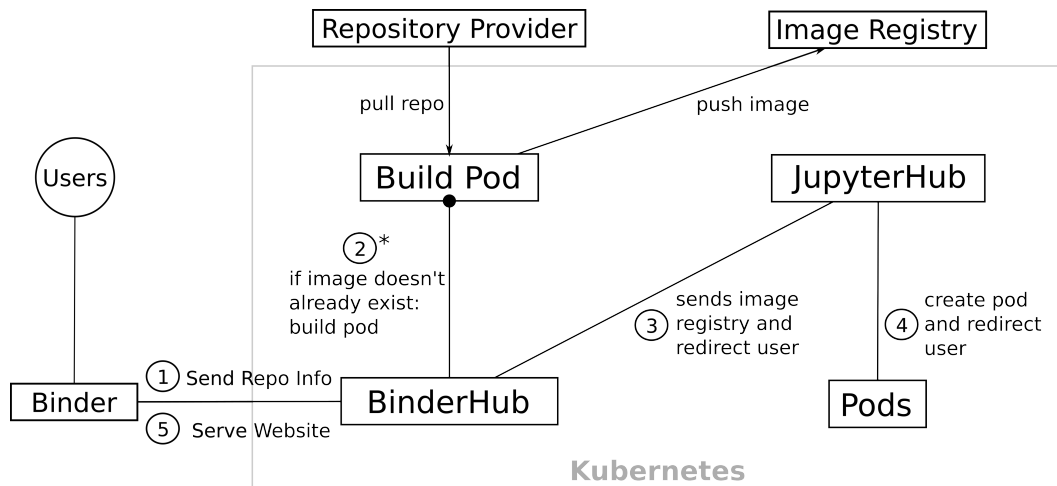 Repository Provider
Image Registry
pull repo
push image
Users
Build Pod
JupyterHub
2*
if image doesn't
already exist:
build pod
3
sends image
registry and
redirect user
4
create pod
and redirect
user
1 Send Repo Info
Binder
BinderHub
Pods
5 Serve Website
Kubernetes